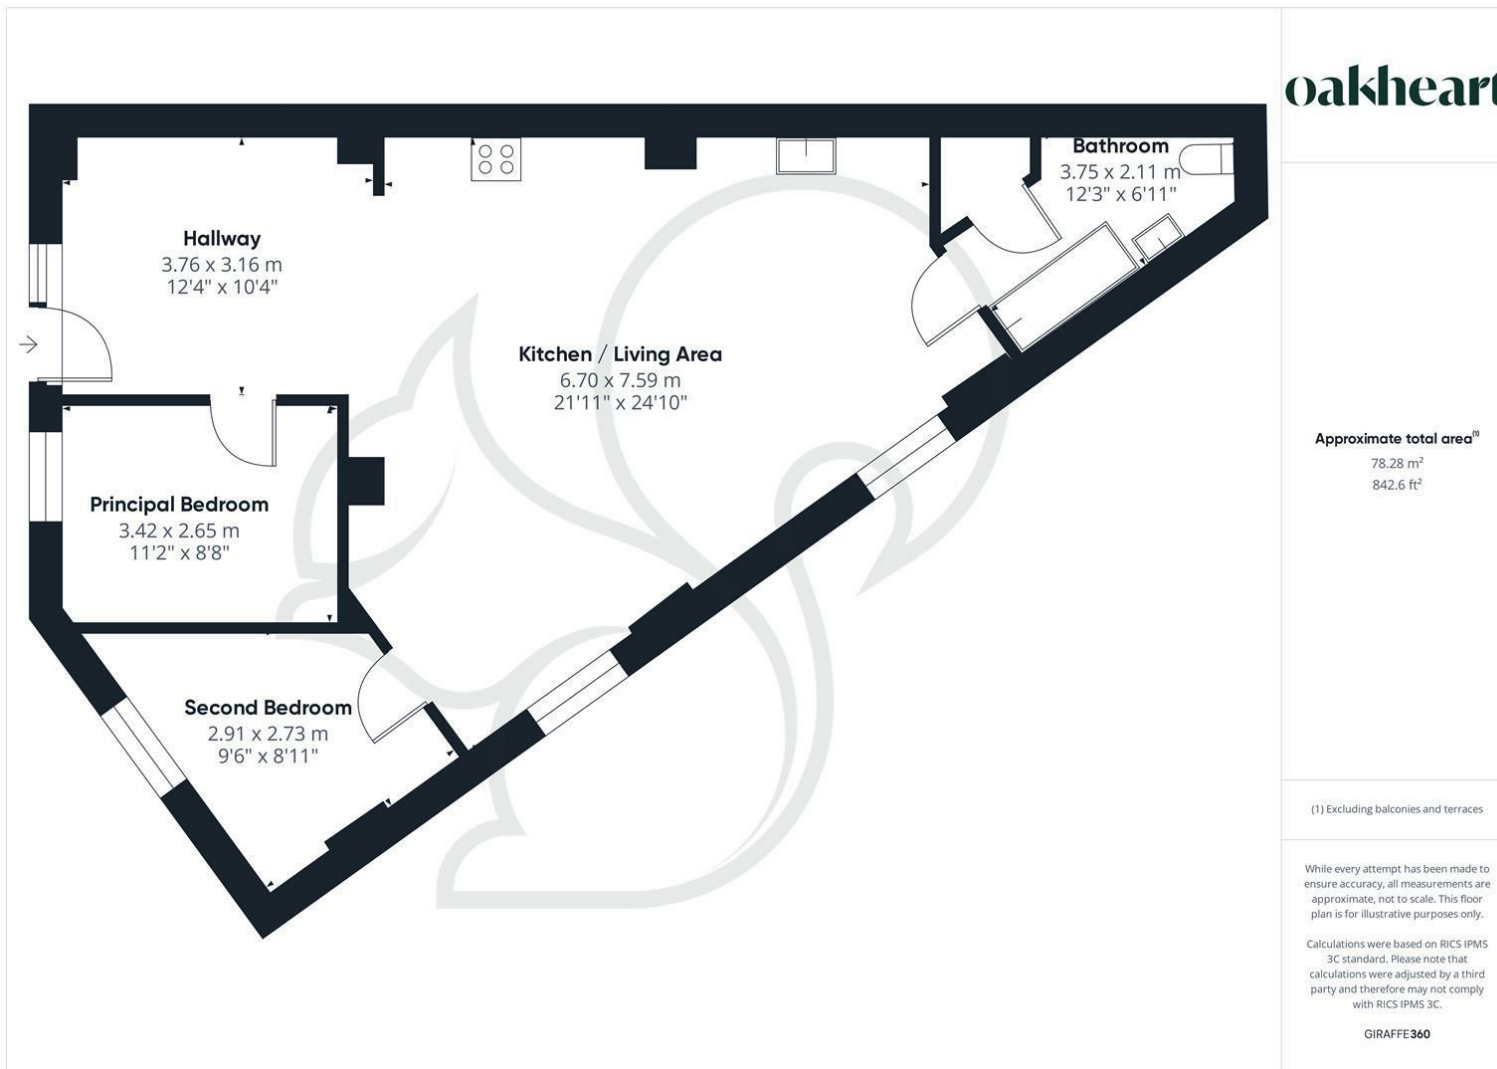 oakheart
Bathroom
3.75 x 2.11 m
12'3" x 6'11"
Hallway
3.76 x 3.16 m
12'4" x 10'4"
Kitchen / Living Area
6.70 x 7.59 m
21'11" x 24'10"
Principal Bedroom
3.42 x 2.65 m
11'2" x 8'8"
Second Bedroom
2.91 x 2.73 m
9'6" x 8'11"
Approximate total area(1)
78.28 m²
842.6 ft²
(1) Excluding balconies and terraces
While every attempt has been made to
ensure accuracy, all measurements are
approximate, not to scale. This floor
plan is for illustrative purposes only.
Calculations were based on RICS IPMS
3C standard. Please note that
calculations were adjusted by a third
party and therefore may not comply
with RICS IPMS 3C.
GIRAFFE360